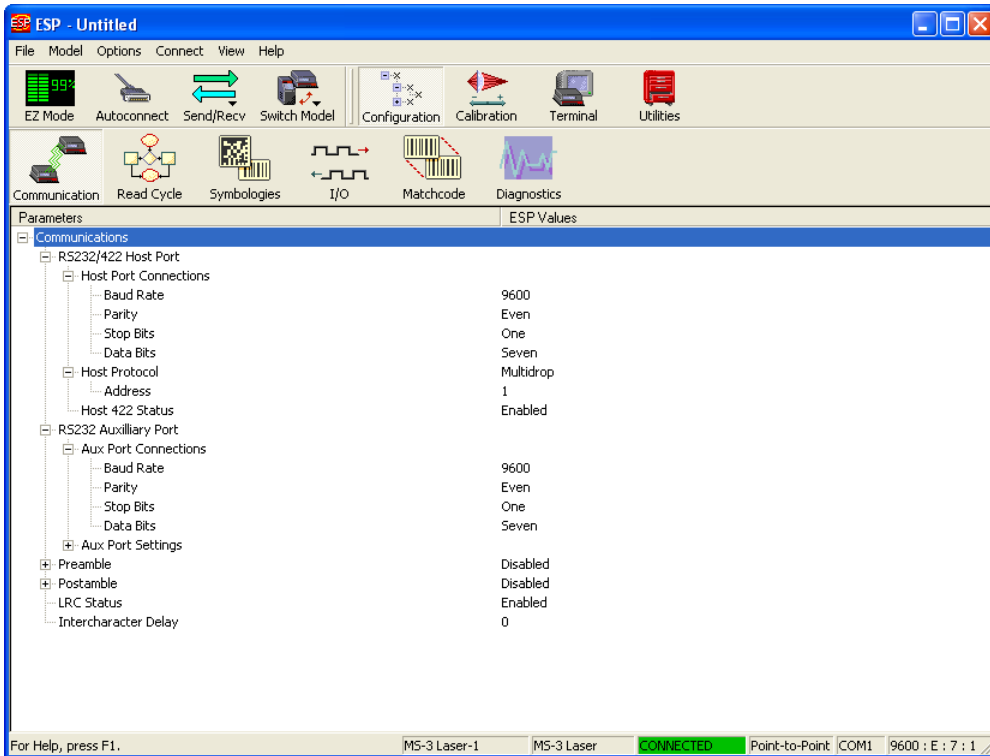 ESP - Untitled
File Model Options Connect View Help
99%
EZ Mode Autoconnect Send/Recv Switch Model Configuration Calibration Terminal Utilities
Communication Read Cycle Symbologies I/O Matchcode Diagnostics
Parameters ESP Values
Communications
RS232/422 Host Port
Host Port Connections
Baud Rate 9600
Parity Even
Stop Bits One
Data Bits Seven
Host Protocol Multidrop
Address 1
Host 422 Status Enabled
RS232 Auxilliary Port
Aux Port Connections
Baud Rate 9600
Parity Even
Stop Bits One
Data Bits Seven
Aux Port Settings
Preamble Disabled
Postamble Disabled
LRC Status Enabled
Intercharacter Delay 0
For Help, press F1. MS-3 Laser-1 MS-3 Laser CONNECTED Point-to-Point COM1 9600 : E : 7 : 1